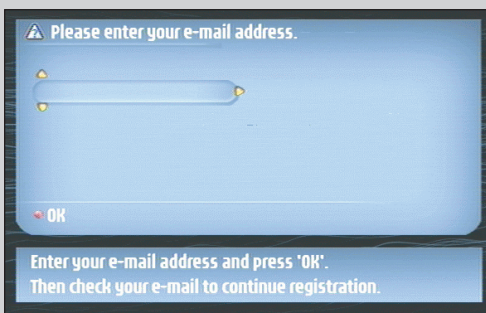 Please enter your e-mail address.
OK
Enter your e-mail address and press 'OK'.
Then check your e-mail to continue registration.